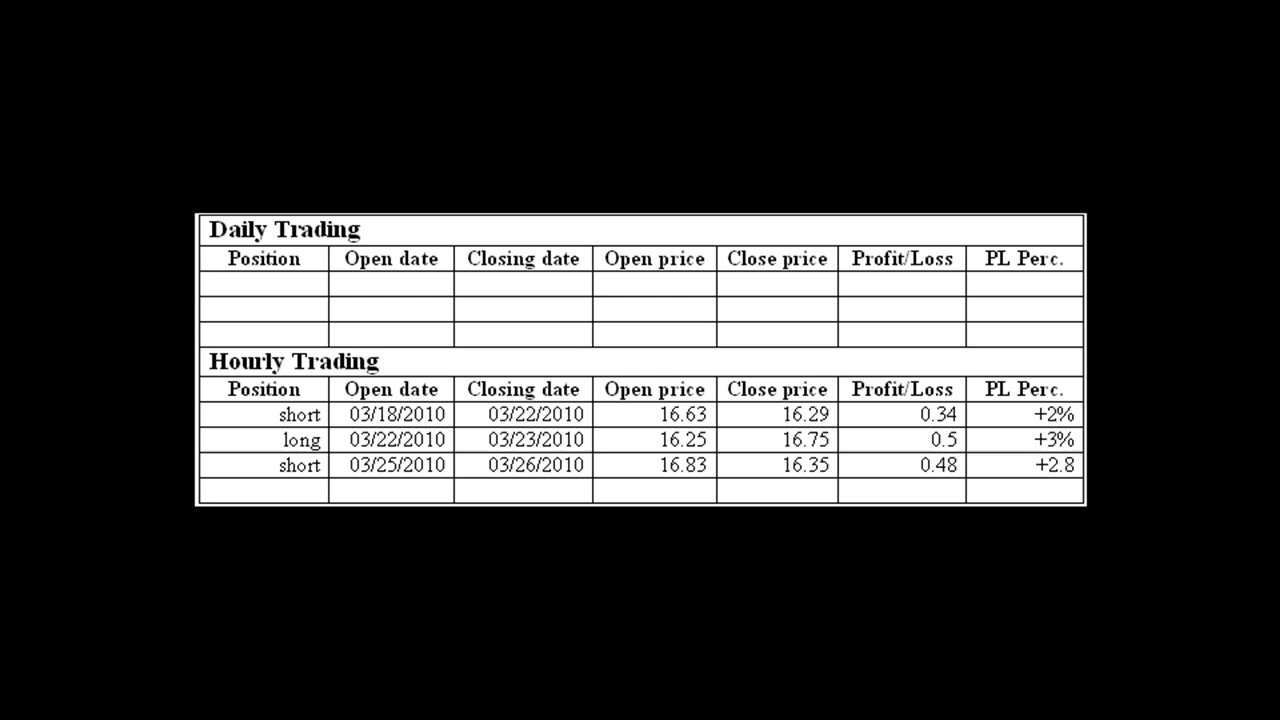 Daily Trading
Position Open date Closing date Open price Close price Profit/Loss PL Perc.
Hourly Trading
Position Open date Closing date Open price Close price Profit/Loss PL Perc.
short 03/18/2010 03/22/2010 16.63 16.29 0.34 +2%
long 03/22/2010 03/23/2010 16.25 16.75 0.5 +3%
short 03/25/2010 03/26/2010 16.83 16.35 0.48 +2.8